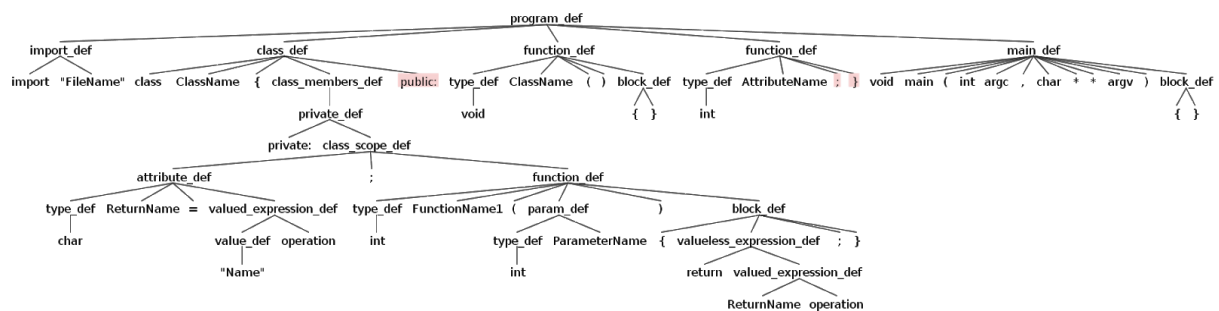 program_def
import_def class_def function_def function_def main_def
import "FileName" class ClassName { class_members_def public: type_def ClassName ( ) block_def type_def AttributeName ; } void main ( int argc , char * * argv ) block_def
private_def void { } int { }
private: class_scope_def
attribute_def ; function_def
type_def ReturnName = valued_expression_def type_def FunctionName1 ( param_def ) block_def
char value_def operation int type_def ParameterName { valueless_expression_def ; }
"Name" int return valued_expression_def
ReturnName operation